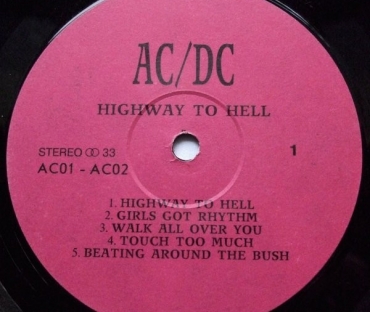 AC/DC
HIGHWAY TO HELL
STEREO ⓪ 33 1
AC01 - AC02
1. HIGHWAY TO HELL
2. GIRLS GOT RHYTHM
3. WALK ALL OVER YOU
4. TOUCH TOO MUCH
5. BEATING AROUND THE BUSH